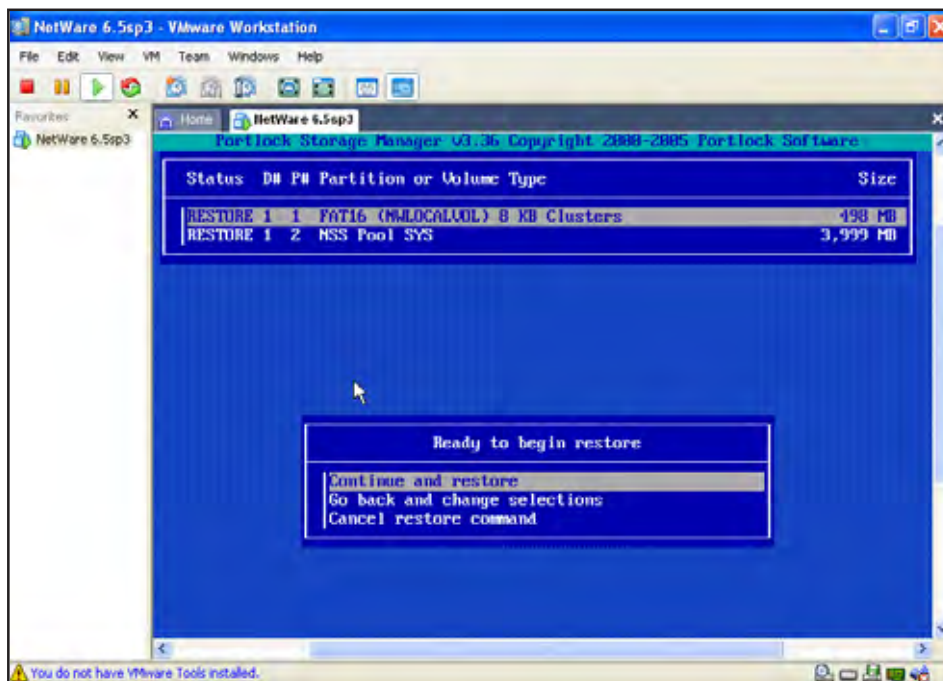 NetWare 6.5sp3 - VMware Workstation
File Edit View VM Team Windows Help
Favorites
Home NetWare 6.5sp3
NetWare 6.5sp3
Portlock Storage Manager v3.36 Copyright 2000-2005 Portlock Software
Status D# P# Partition or Volume Type Size
RESTORE 1 1 FAT16 (NWLOCALVOL) 8 KB Clusters 498 MB
RESTORE 1 2 NSS Pool SYS 3,999 MB
Ready to begin restore
Continue and restore
Go back and change selections
Cancel restore command
You do not have VMware Tools installed.